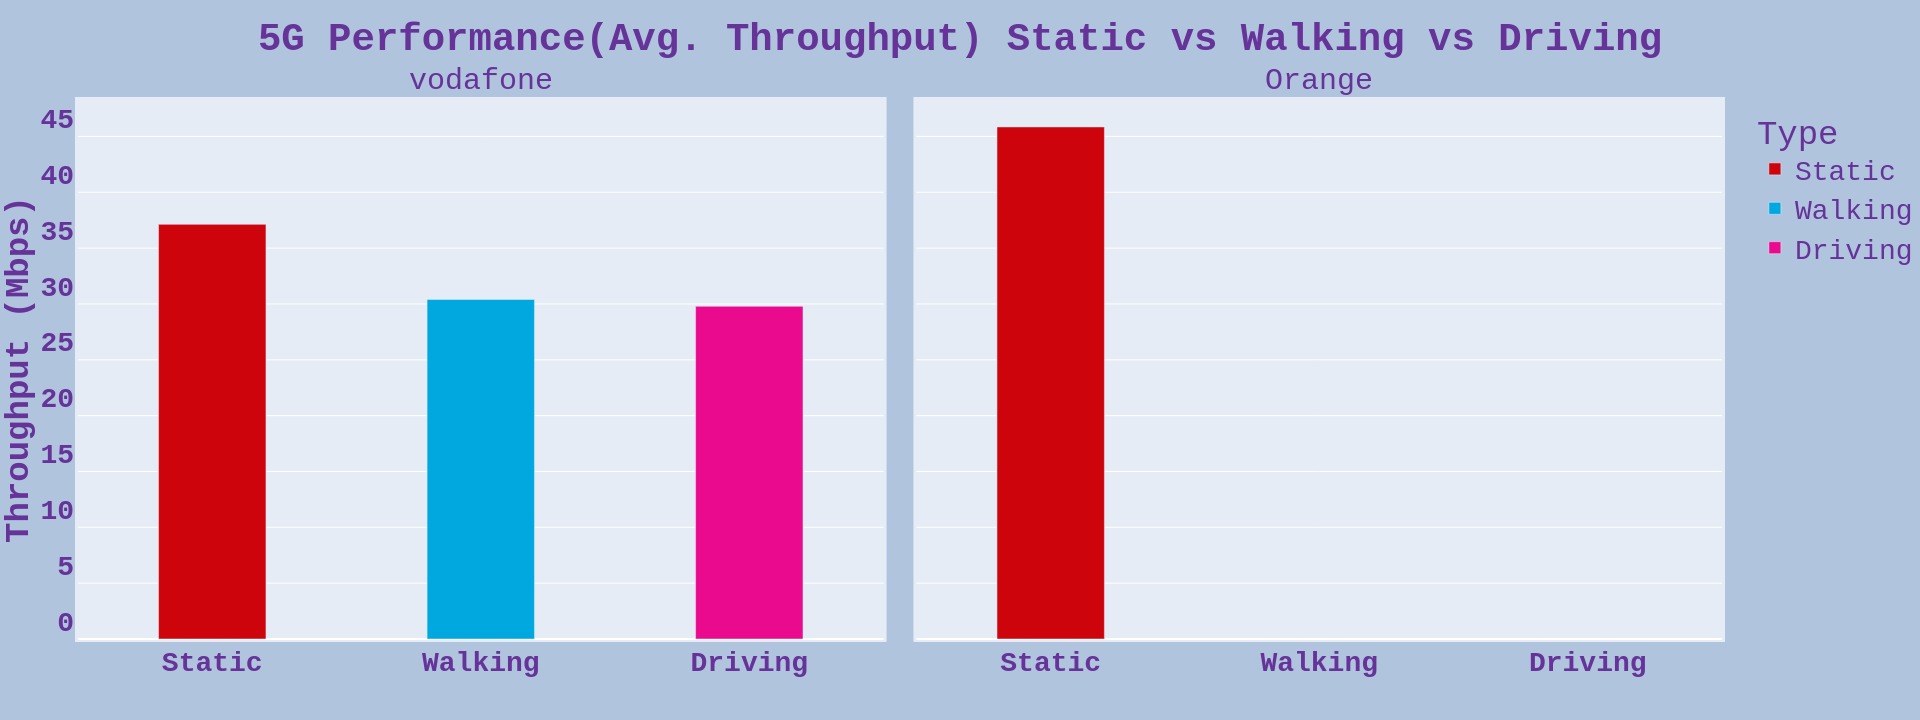 5G Performance(Avg. Throughput) Static vs Walking vs Driving
vodafone
Orange
Throughput (Mbps)
45
40
35
30
25
20
15
10
5
0
Static Walking Driving
Static Walking Driving
Type
Static
Walking
Driving